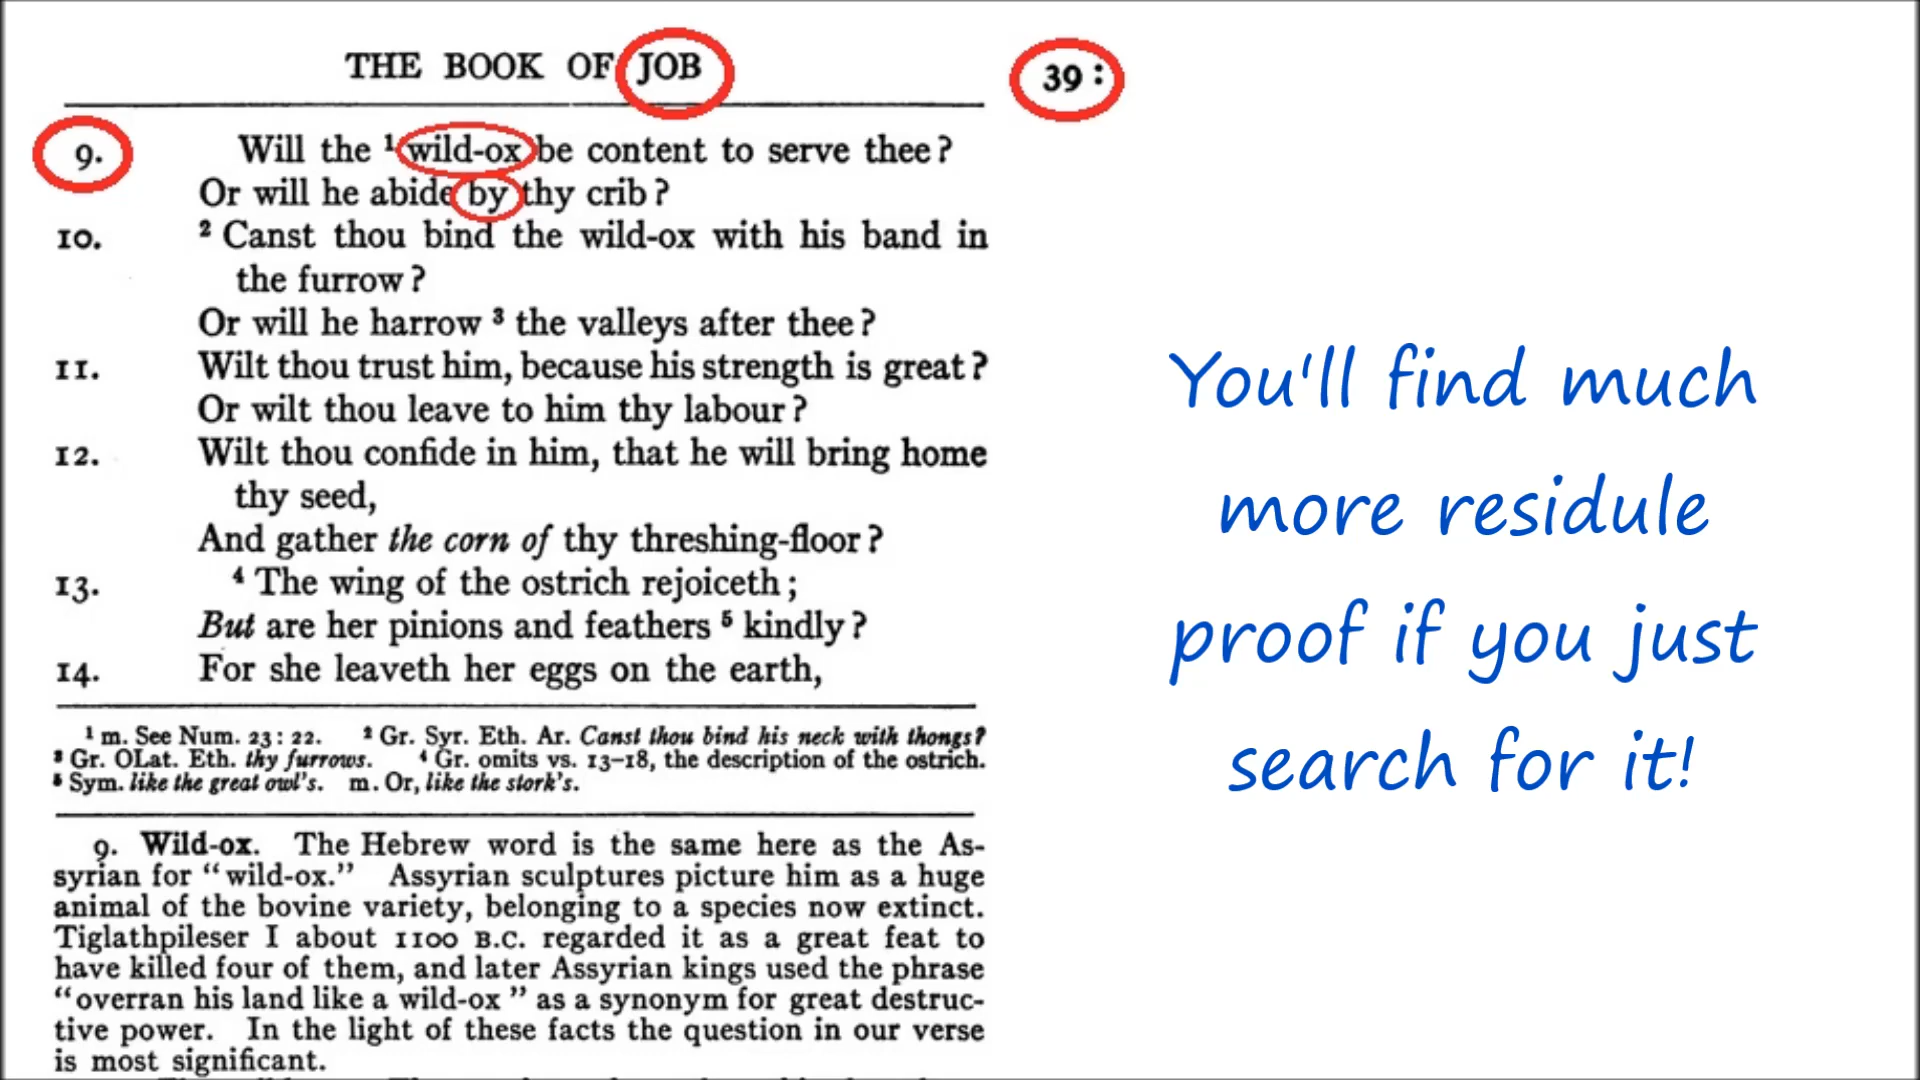 THE BOOK OF JOB
39:
9. Will the ¹ wild-ox be content to serve thee?
Or will he abide by thy crib?
10. ² Canst thou bind the wild-ox with his band in
the furrow?
Or will he harrow ³ the valleys after thee?
11. Wilt thou trust him, because his strength is great?
Or wilt thou leave to him thy labour?
12. Wilt thou confide in him, that he will bring home
thy seed,
And gather the corn of thy threshing-floor?
13. ⁴ The wing of the ostrich rejoiceth;
But are her pinions and feathers ⁵ kindly?
14. For she leaveth her eggs on the earth,
¹ m. See Num. 23: 22. ² Gr. Syr. Eth. Ar. Canst thou bind his neck with thongs?
³ Gr. OLat. Eth. thy furrows. ⁴ Gr. omits vs. 13–18, the description of the ostrich.
⁵ Sym. like the great owl's. m. Or, like the stork's.
9. Wild-ox. The Hebrew word is the same here as the As-
syrian for "wild-ox." Assyrian sculptures picture him as a huge
animal of the bovine variety, belonging to a species now extinct.
Tiglathpileser I about 1100 B.C. regarded it as a great feat to
have killed four of them, and later Assyrian kings used the phrase
"overran his land like a wild-ox" as a synonym for great destruc-
tive power. In the light of these facts the question in our verse
is most significant.
You'll find much
more residule
proof if you just
search for it!